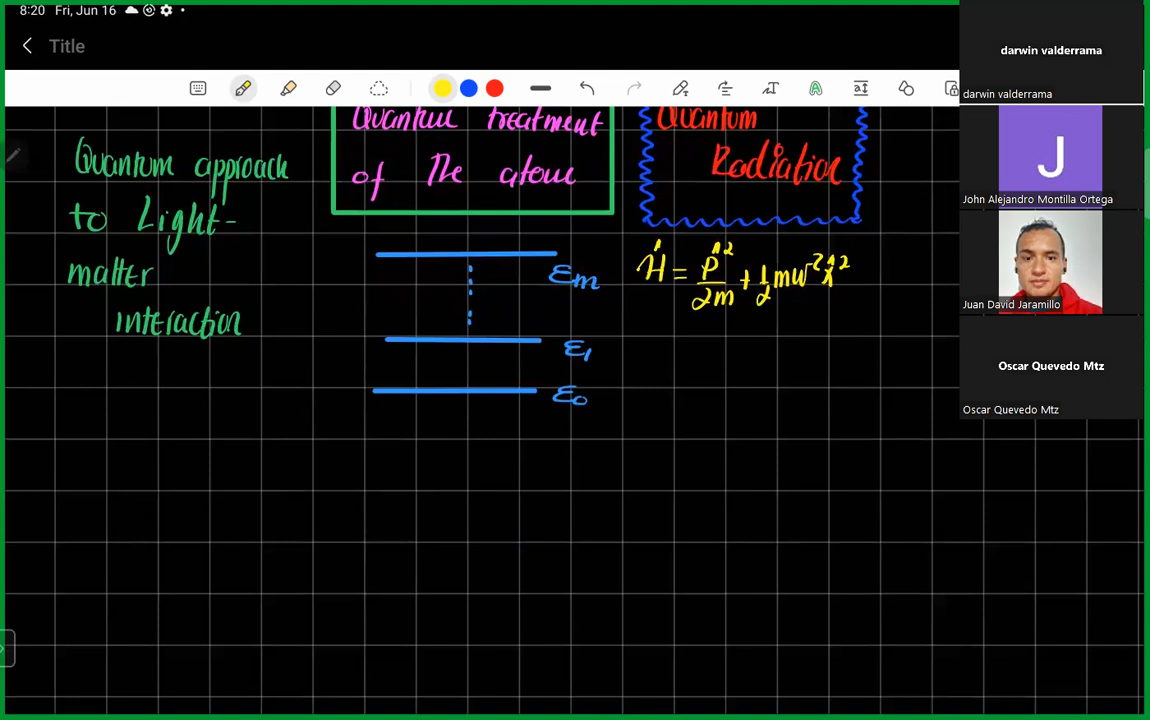 8:20 Fri, Jun 16
Title
darwin valderrama
darwin valderrama
J
John Alejandro Montilla Ortega
Juan David Jaramillo
Oscar Quevedo Mtz
Oscar Quevedo Mtz
Quantum approach
to Light-
matter
interaction
Quantum treatment
of The atom
Quantum
Radiation
εm
ε1
ε0
Ĥ = p̂²/2m + 1/2 mω²x̂²